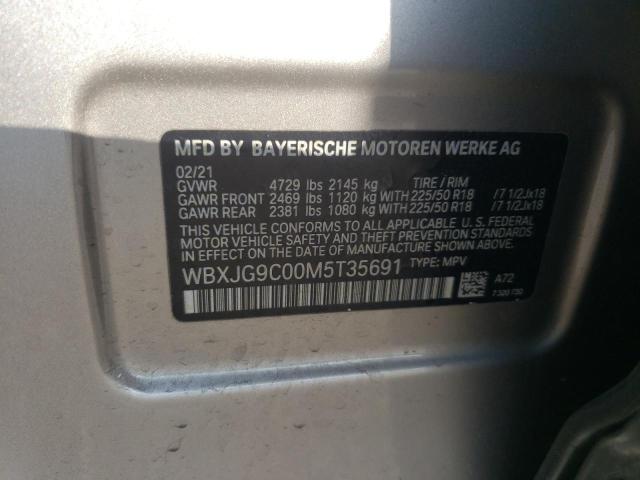 MFD BY BAYERISCHE MOTOREN WERKE AG
02/21
GVWR 4729 lbs 2145 kg TIRE / RIM
GAWR FRONT 2469 lbs 1120 kg WITH 225/50 R18 /7 1/2Jx18
GAWR REAR 2381 lbs 1080 kg WITH 225/50 R18 /7 1/2Jx18
THIS VEHICLE CONFORMS TO ALL APPLICABLE U.S. FEDERAL
MOTOR VEHICLE SAFETY AND THEFT PREVENTION STANDARDS
IN EFFECT ON THE DATE OF MANUFACTURE SHOWN ABOVE.
WBXJG9C00M5T35691 TYPE: MPV
A72